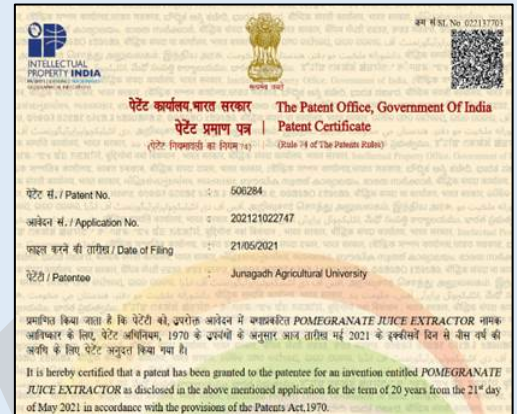 क्रम सं/SL No 022137703
INTELLECTUAL
PROPERTY INDIA
सत्यमेव जयते
पेटेंट कार्यालय, भारत सरकार
The Patent Office, Government Of India
पेटेंट प्रमाण पत्र
Patent Certificate
(पेटेंट नियमावली का नियम 74)
(Rule 74 of The Patents Rules)
पेटेंट सं. / Patent No. : 506284
आवेदन सं. / Application No. : 202121022747
फाइल करने की तारीख / Date of Filing : 21/05/2021
पेटेंटी / Patentee : Junagadh Agricultural University
प्रमाणित किया जाता है कि पेटेंटी को, उपरोक्त आवेदन में यथाप्रकटित POMEGRANATE JUICE EXTRACTOR नामक
आविष्कार के लिए, पेटेंट अधिनियम, 1970 के उपबंधों के अनुसार आज तारीख मई 2021 के इक्कीसवें दिन से बीस वर्ष की
अवधि के लिए पेटेंट अनुदत्त किया गया है।
It is hereby certified that a patent has been granted to the patentee for an invention entitled POMEGRANATE
JUICE EXTRACTOR as disclosed in the above mentioned application for the term of 20 years from the 21st day
of May 2021 in accordance with the provisions of the Patents Act,1970.